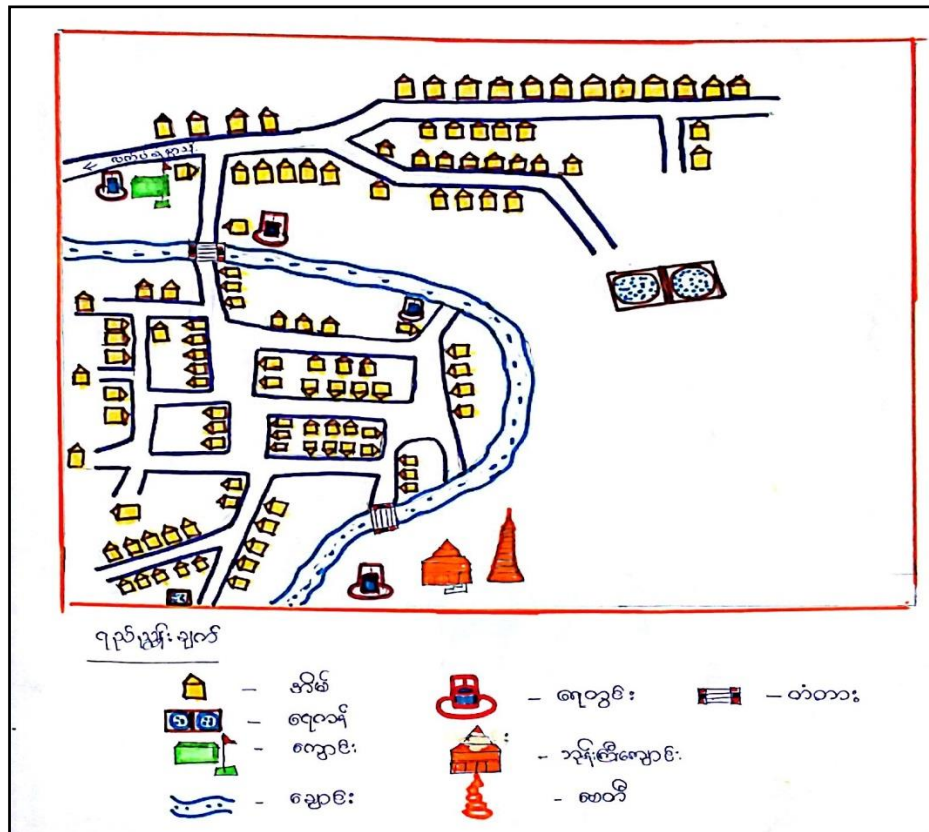 ရည်ညွှန်းချက်
- အိမ်
- ရေကန်
- ကျောင်း
- ချောင်း
- ရေတွင်း
- ဘုန်းကြီးကျောင်း
- စေတီ
- တံတား